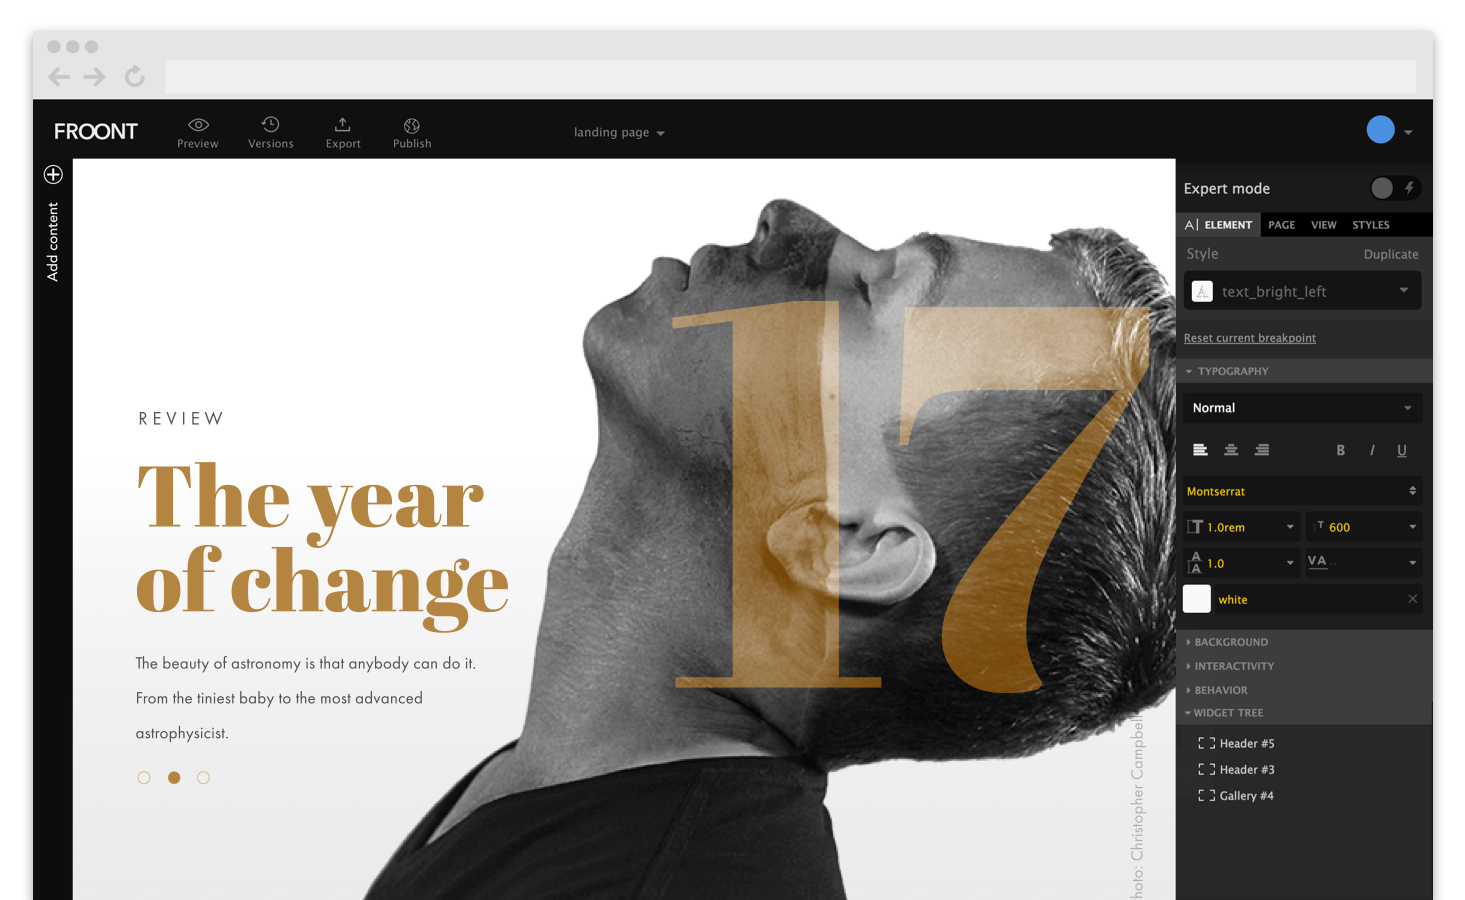 FROONT
Preview
Versions
Export
Publish
landing page
Add content
REVIEW
The year
of change
The beauty of astronomy is that anybody can do it.
From the tiniest baby to the most advanced
astrophysicist.
17
hoto: Christopher Campbell
Expert mode
A| ELEMENT PAGE VIEW STYLES
Style Duplicate
A text_bright_left
Reset current breakpoint
TYPOGRAPHY
Normal
B I U
Montserrat
T 1.0rem TT 600
A A 1.0 VA --
white
BACKGROUND
INTERACTIVITY
BEHAVIOR
WIDGET TREE
Header #5
Header #3
Gallery #4